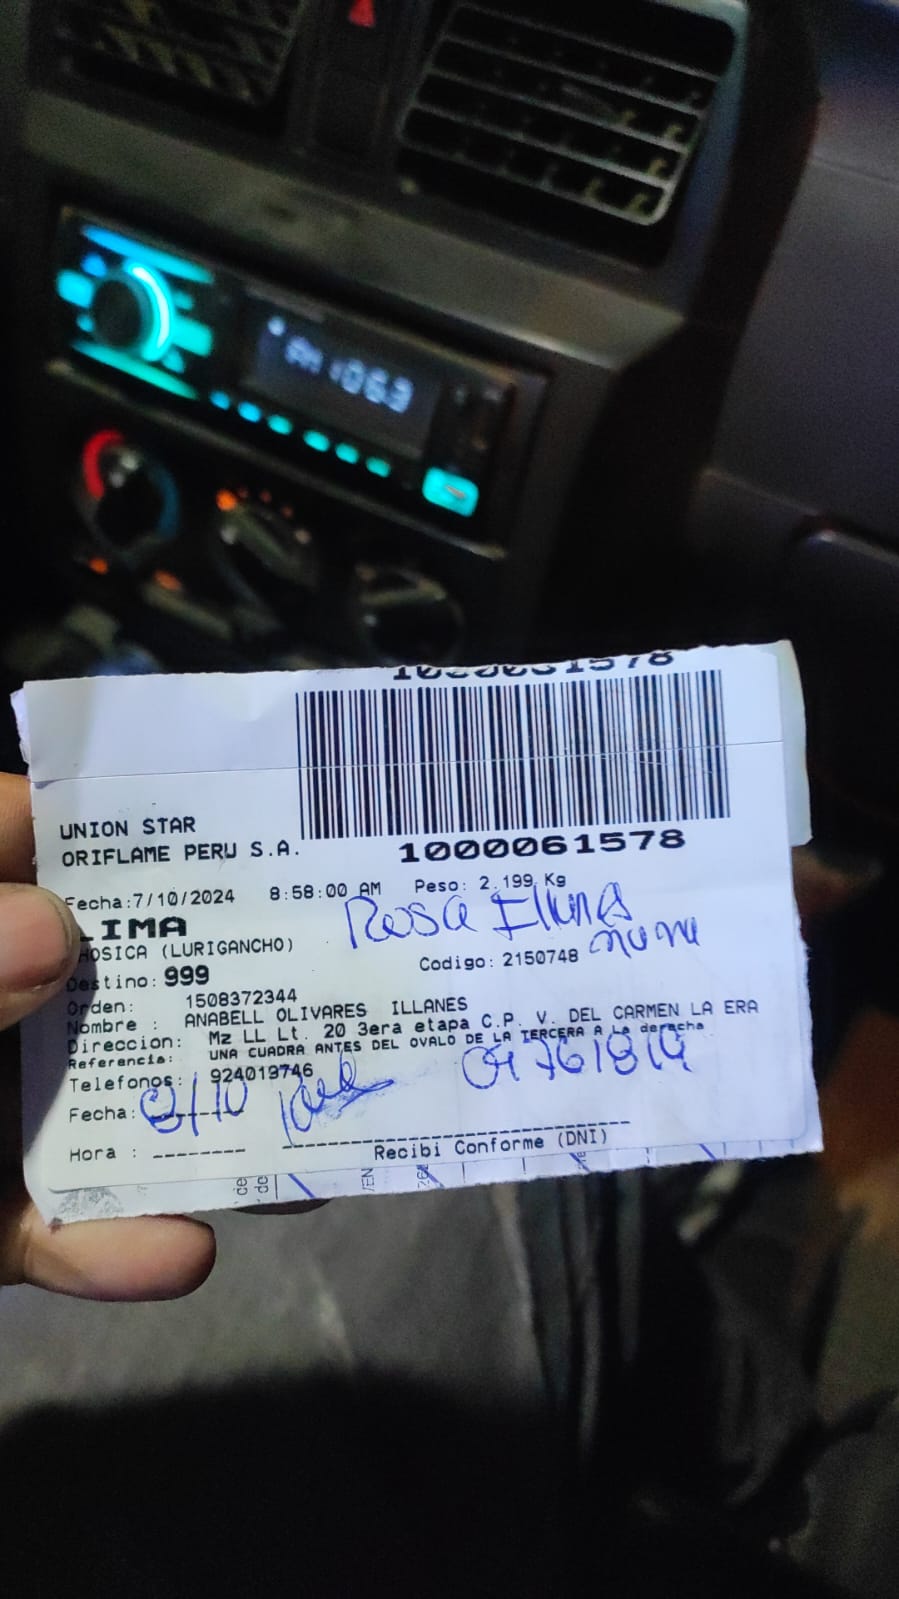 1000061578
UNION STAR
ORIFLAME PERU S.A.
1000061578
Fecha:7/10/2024 8:58:00 AM Peso: 2.199 Kg
LIMA
Rosa Illanes
HOSICA (LURIGANCHO)
mama
Destino: 999
Codigo: 2150748
Orden: 1508372344
Nombre : ANABELL OLIVARES ILLANES
Direccion: Mz LL Lt. 20 3era etapa C.P. V. DEL CARMEN LA ERA
Referencia: UNA CUADRA ANTES DEL OVALO DE LA TERCERA A La derecha
Telefonos: 924019746
Fecha:
Hora : --------
Recibi Conforme (DNI)